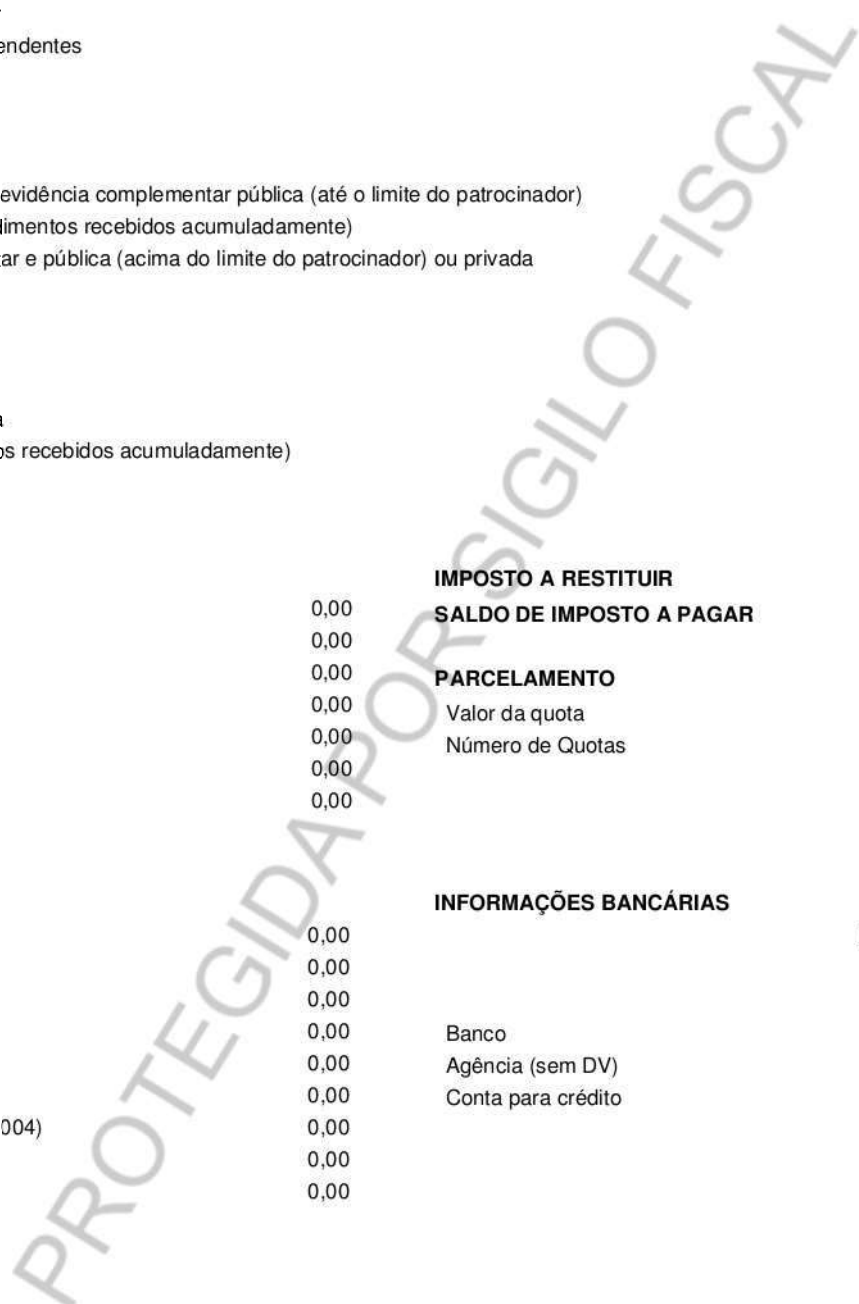 endentes
evidência complementar pública (até o limite do patrocinador)
dimentos recebidos acumuladamente)
tar e pública (acima do limite do patrocinador) ou privada
a
os recebidos acumuladamente)
IMPOSTO A RESTITUIR
0,00 SALDO DE IMPOSTO A PAGAR
0,00
0,00 PARCELAMENTO
0,00 Valor da quota
0,00 Número de Quotas
0,00
0,00
INFORMAÇÕES BANCÁRIAS
0,00
0,00
0,00
0,00 Banco
0,00 Agência (sem DV)
0,00 Conta para crédito
004) 0,00
0,00
0,00
PROTEGIDA POR SIGILO FISCAL